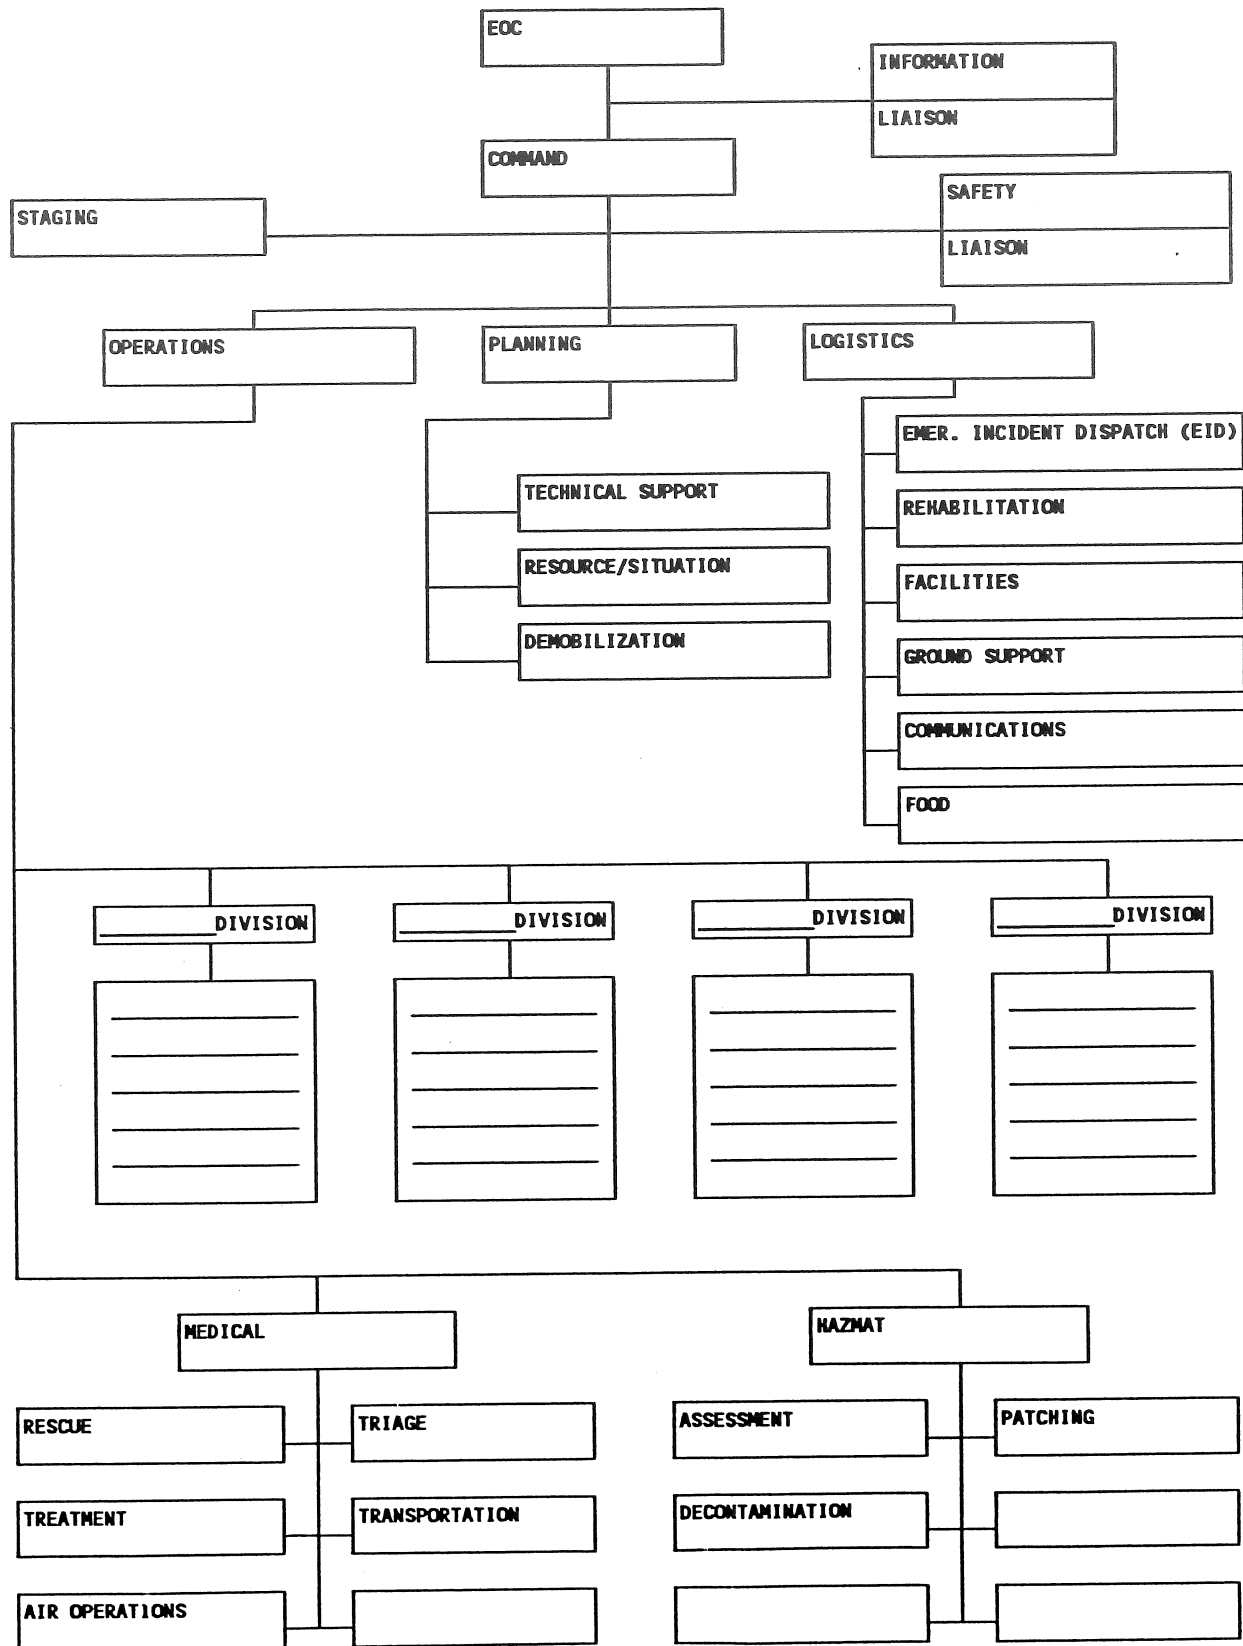 EOC
INFORMATION
LIAISON
COMMAND
STAGING
SAFETY
LIAISON
OPERATIONS
PLANNING
LOGISTICS
EMER. INCIDENT DISPATCH (EID)
TECHNICAL SUPPORT
REHABILITATION
RESOURCE/SITUATION
FACILITIES
DEMOBILIZATION
GROUND SUPPORT
COMMUNICATIONS
FOOD
DIVISION
DIVISION
DIVISION
DIVISION
MEDICAL
HAZMAT
RESCUE
TRIAGE
ASSESSMENT
PATCHING
TREATMENT
TRANSPORTATION
DECONTAMINATION
AIR OPERATIONS